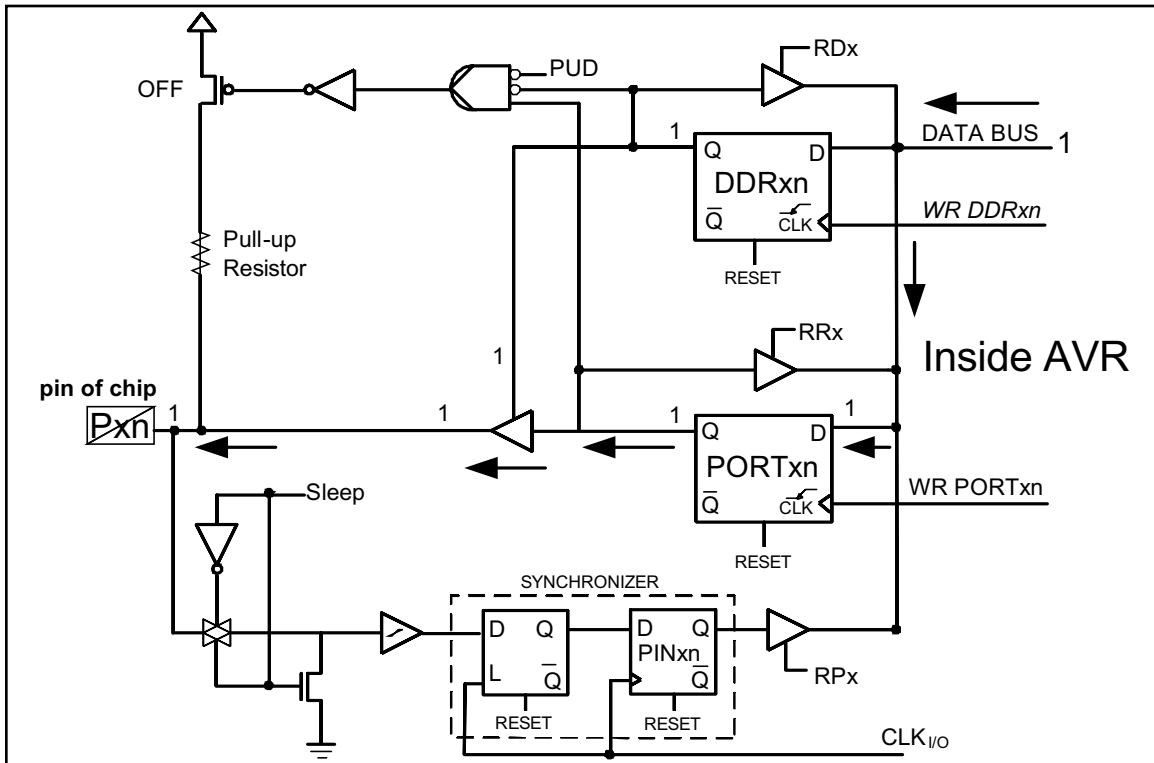 OFF
PUD
RDx
DATA BUS 1
1
Q D
DDRxn
Q̅ CLK
WR DDRxn
RESET
Pull-up
Resistor
RRx
1
Inside AVR
pin of chip
Pxn
1
1
1
1
Q D
PORTxn
Q̅ CLK
WR PORTxn
RESET
Sleep
SYNCHRONIZER
D Q
L Q̅
RESET
D Q
PINxn
Q̅
RESET
RPx
CLK I/O